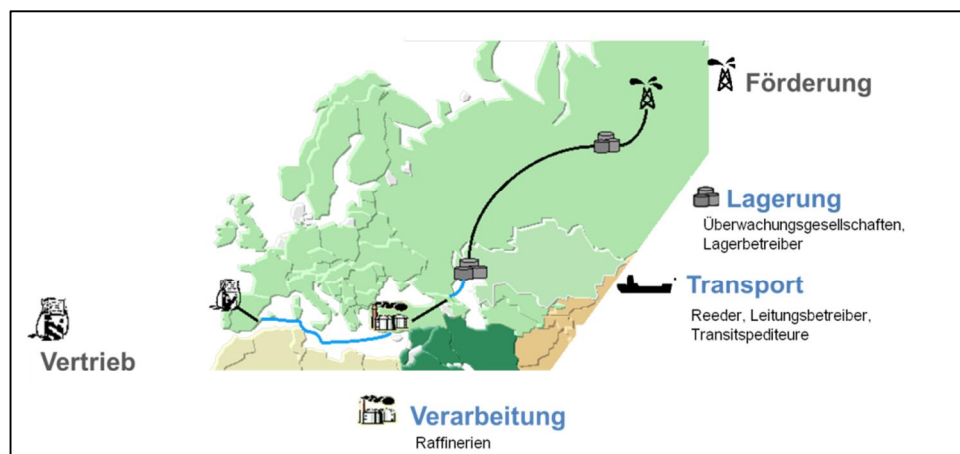 Förderung
Lagerung
Überwachungsgesellschaften,
Lagerbetreiber
Transport
Reeder, Leitungsbetreiber,
Transitspediteure
Vertrieb
Verarbeitung
Raffinerien